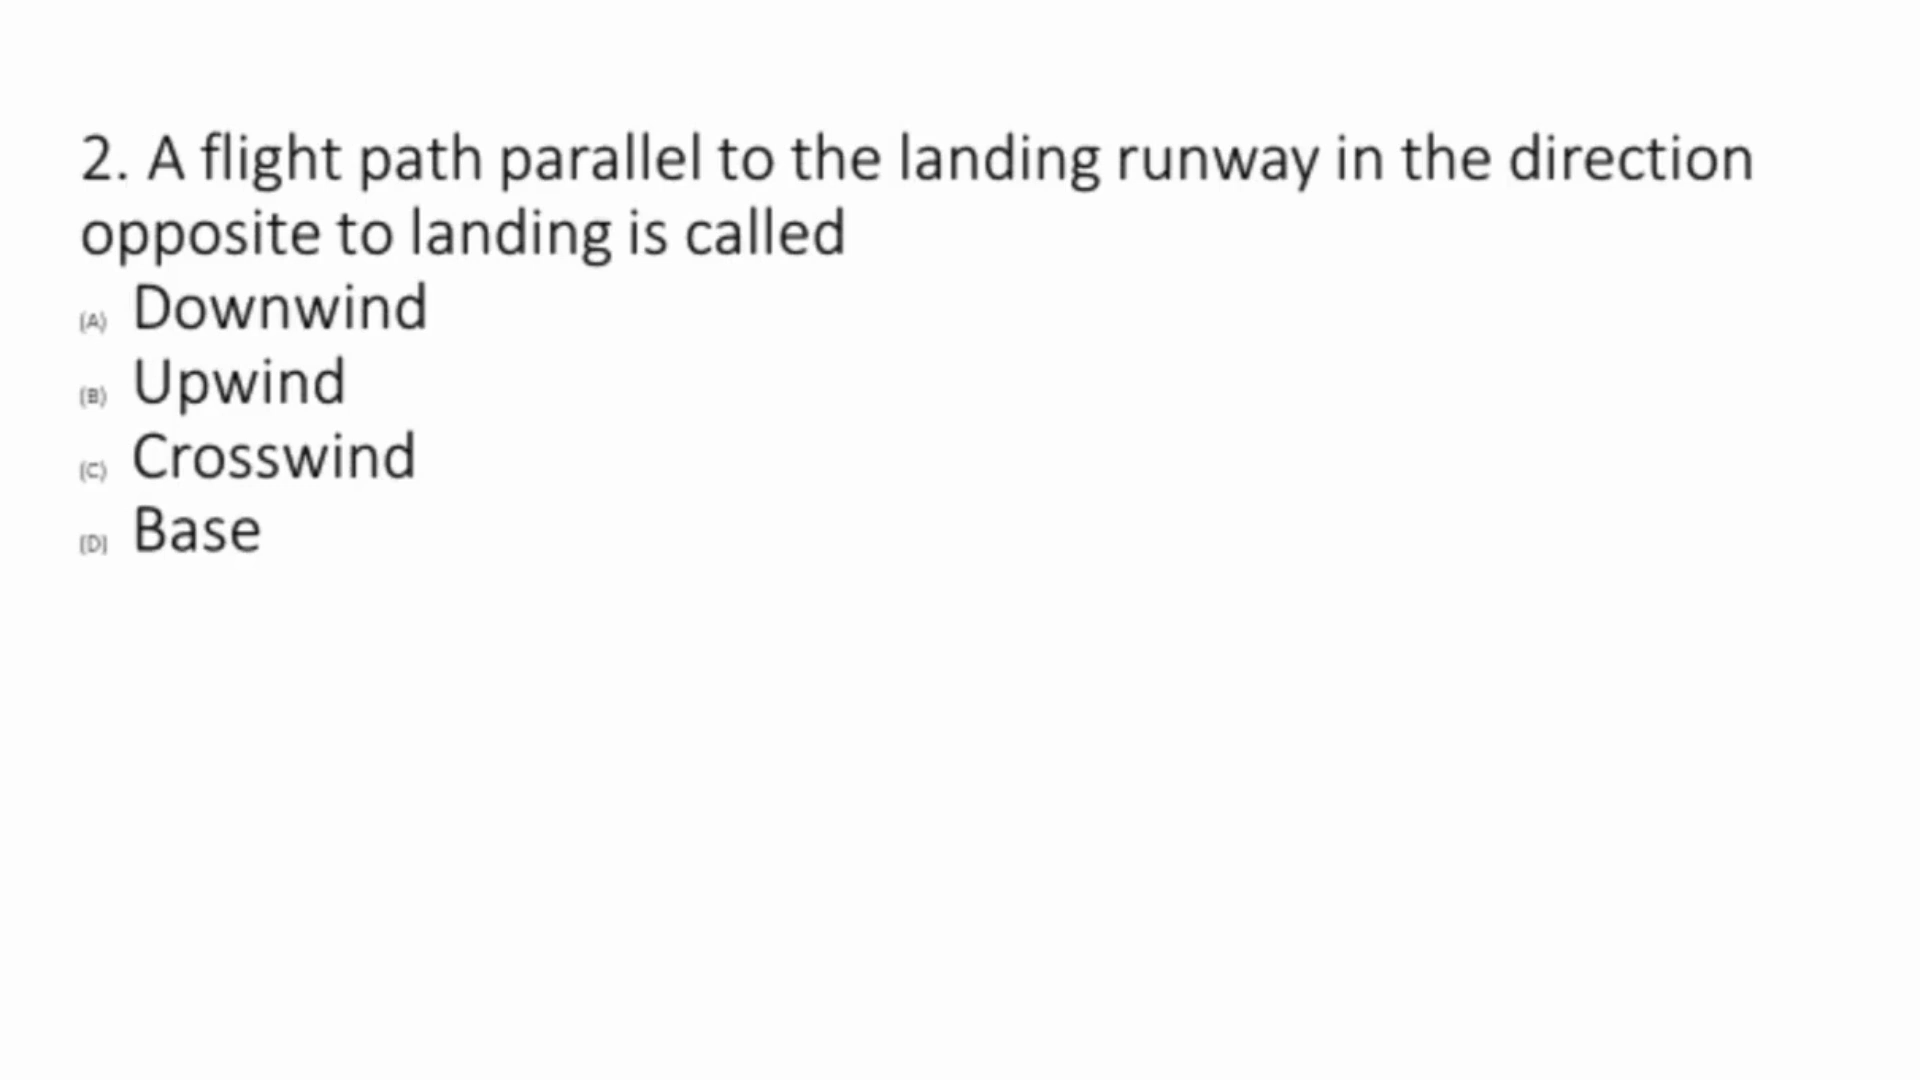 2. A flight path parallel to the landing runway in the direction
opposite to landing is called
(A) Downwind
(B) Upwind
(C) Crosswind
(D) Base